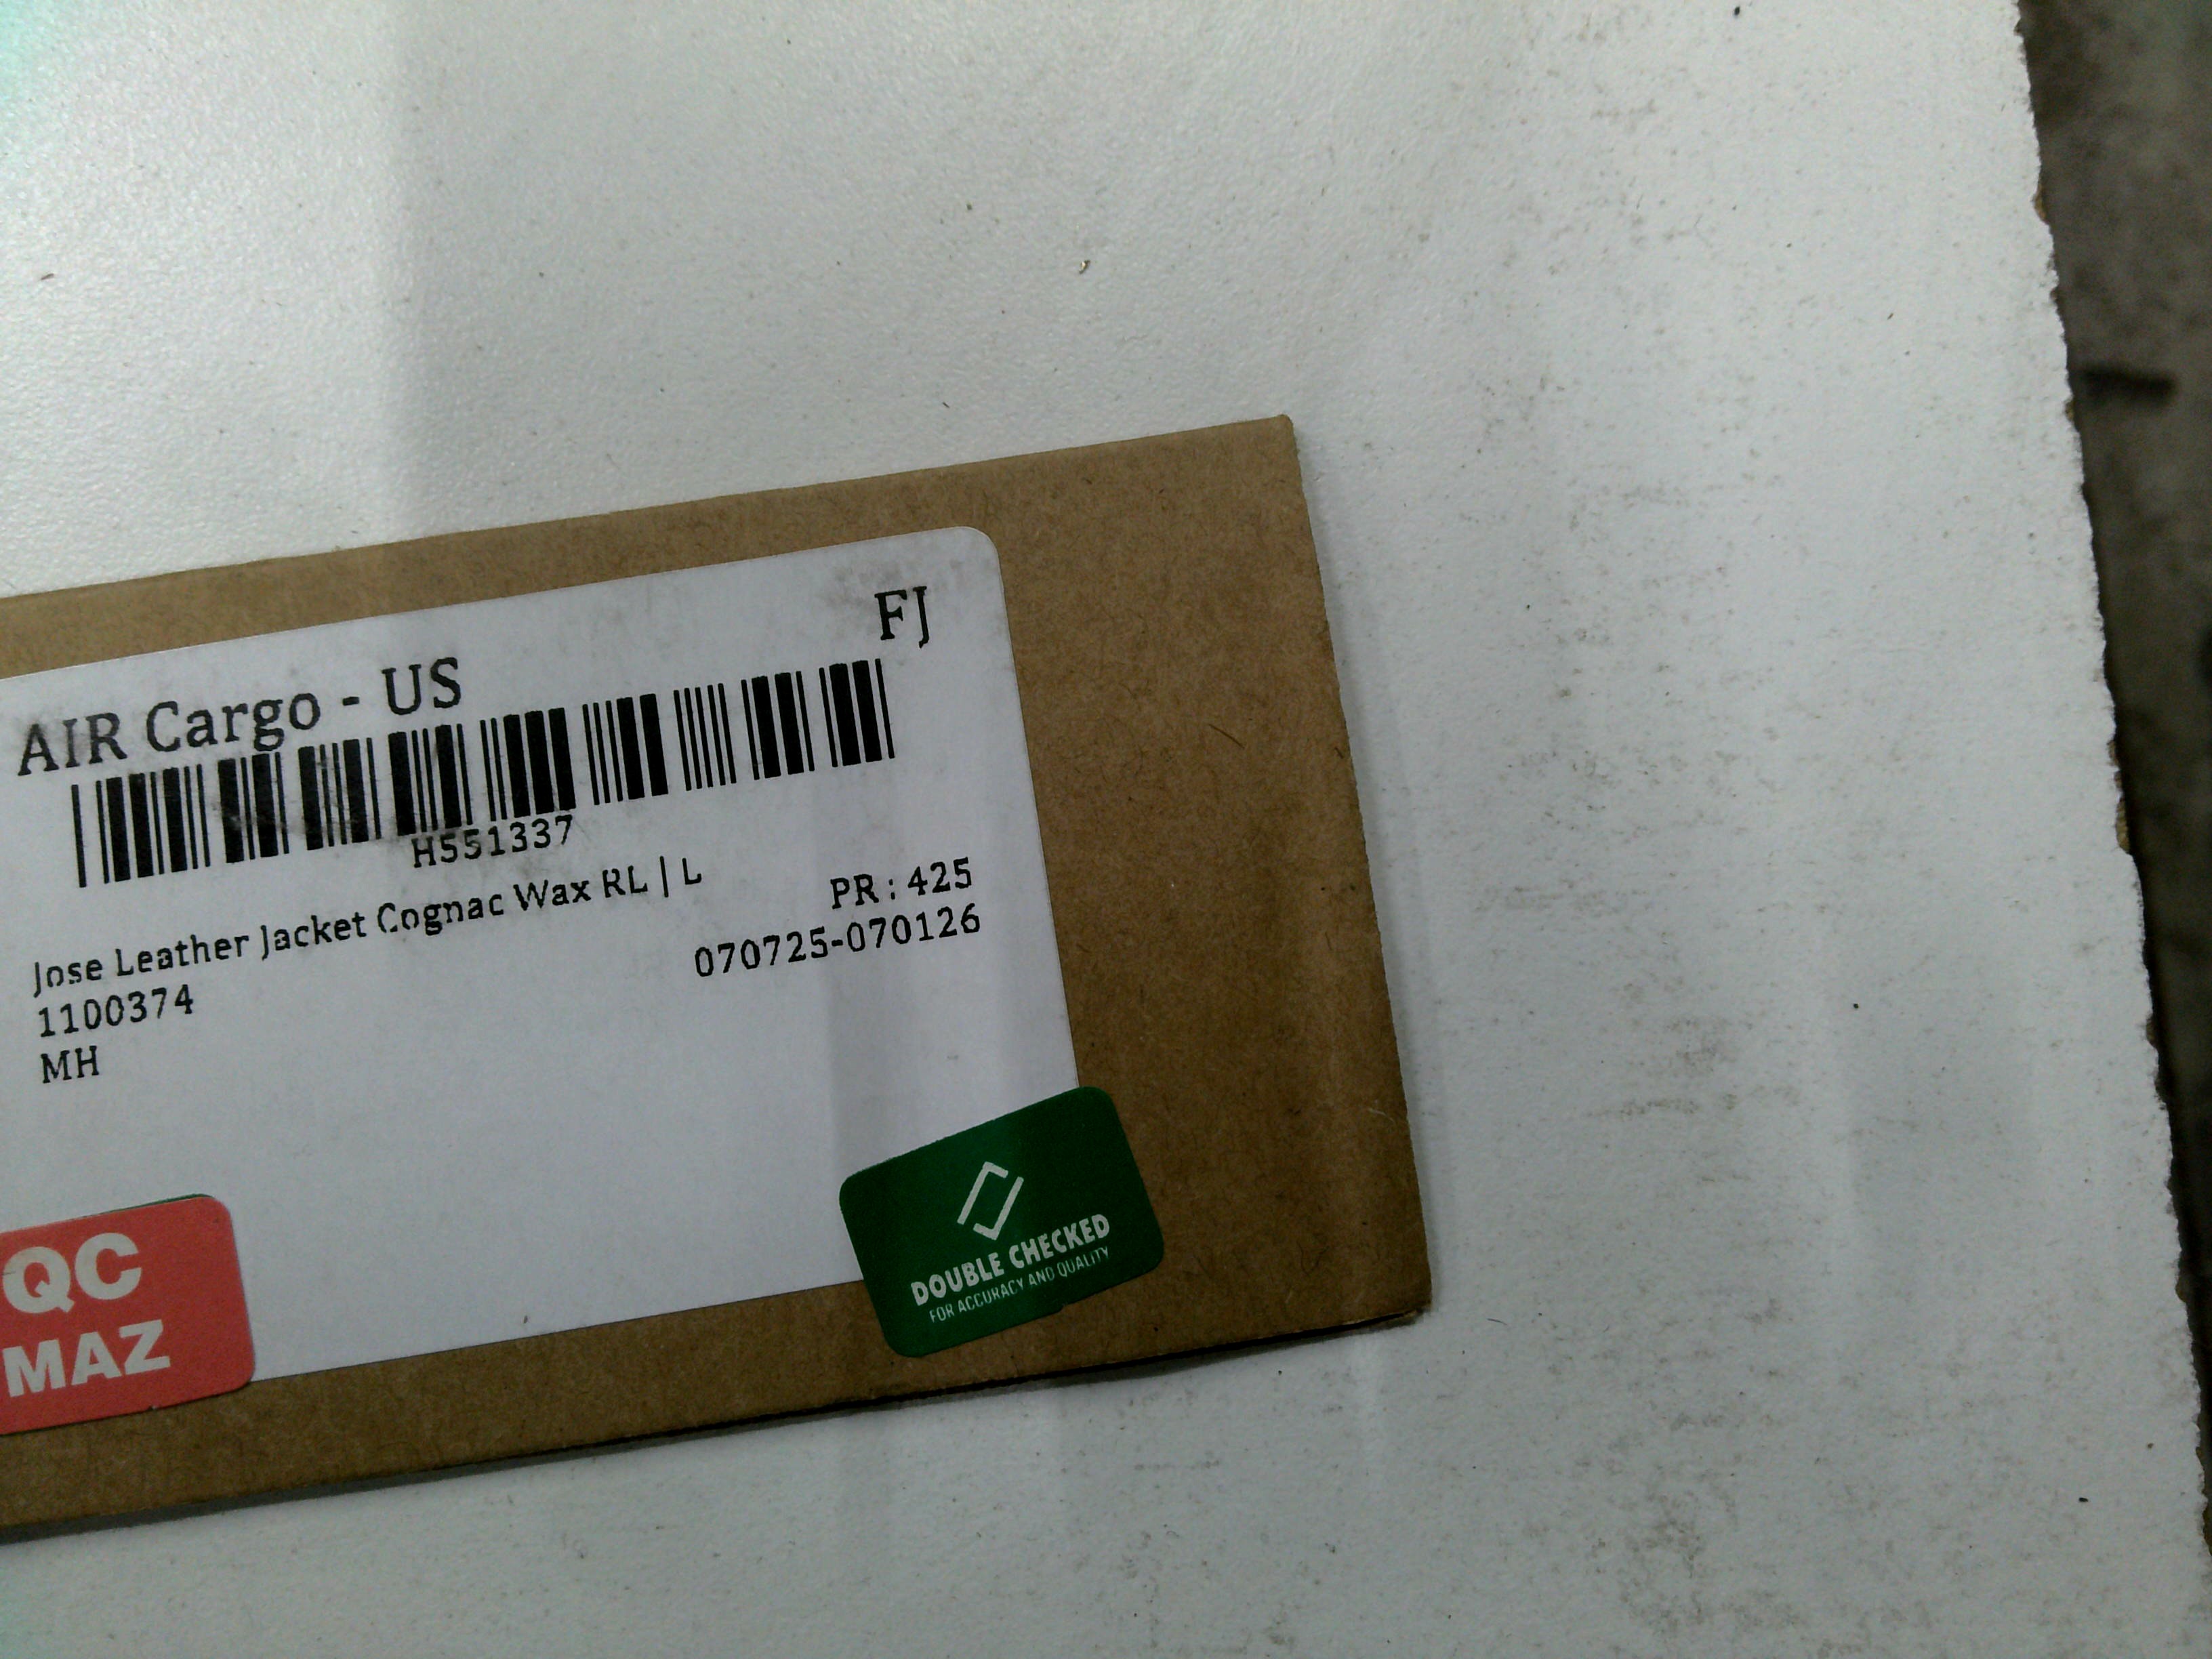 FJ
AIR Cargo - US
H551337
Jose Leather Jacket Cognac Wax RL | L
PR : 425
1100374
070725-070126
MH
QC
MAZ
DOUBLE CHECKED
FOR ACCURACY AND QUALITY